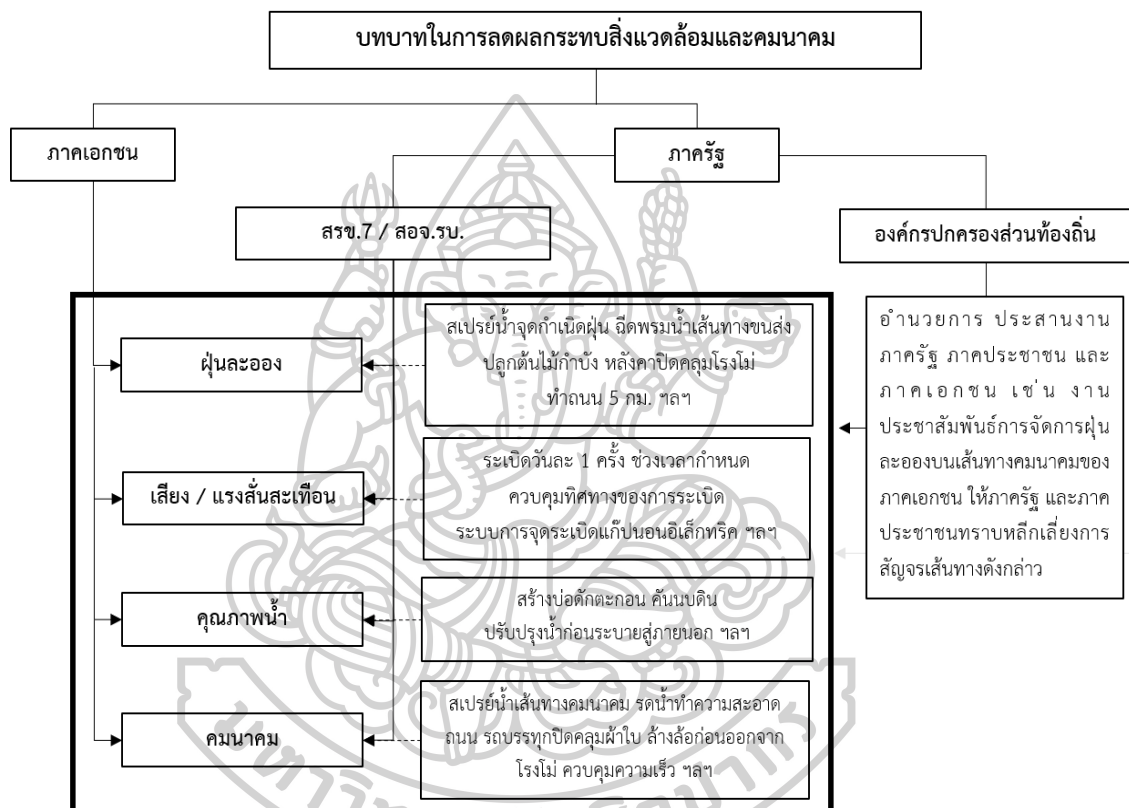 บทบาทในการลดผลกระทบสิ่งแวดล้อมและคมนาคม
ภาคเอกชน
ภาครัฐ
สรข.7 / สอจ.รบ.
องค์กรปกครองส่วนท้องถิ่น
ฝุ่นละออง
สเปรย์น้ำจุดกำเนิดฝุ่น ฉีดพรมน้ำเส้นทางขนส่ง
ปลูกต้นไม้กำบัง หลังคาปิดคลุมโรงโม่
ทำถนน 5 กม. ฯลฯ
เสียง / แรงสั่นสะเทือน
ระเบิดวันละ 1 ครั้ง ช่วงเวลากำหนด
ควบคุมทิศทางของการระเบิด
ระบบการจุดระเบิดแก๊ปนอนอิเล็กทริค ฯลฯ
คุณภาพน้ำ
สร้างบ่อดักตะกอน คันนบดิน
ปรับปรุงน้ำก่อนระบายสู่ภายนอก ฯลฯ
คมนาคม
สเปรย์น้ำเส้นทางคมนาคม รดน้ำทำความสะอาด
ถนน รถบรรทุกปิดคลุมผ้าใบ ล้างล้อก่อนออกจาก
โรงโม่ ควบคุมความเร็ว ฯลฯ
อำนวยการ ประสานงาน
ภาครัฐ ภาคประชาชน และ
ภาคเอกชน เช่น งาน
ประชาสัมพันธ์การจัดการฝุ่น
ละอองบนเส้นทางคมนาคมของ
ภาคเอกชน ให้ภาครัฐ และภาค
ประชาชนทราบหลีกเลี่ยงการ
สัญจรเส้นทางดังกล่าว